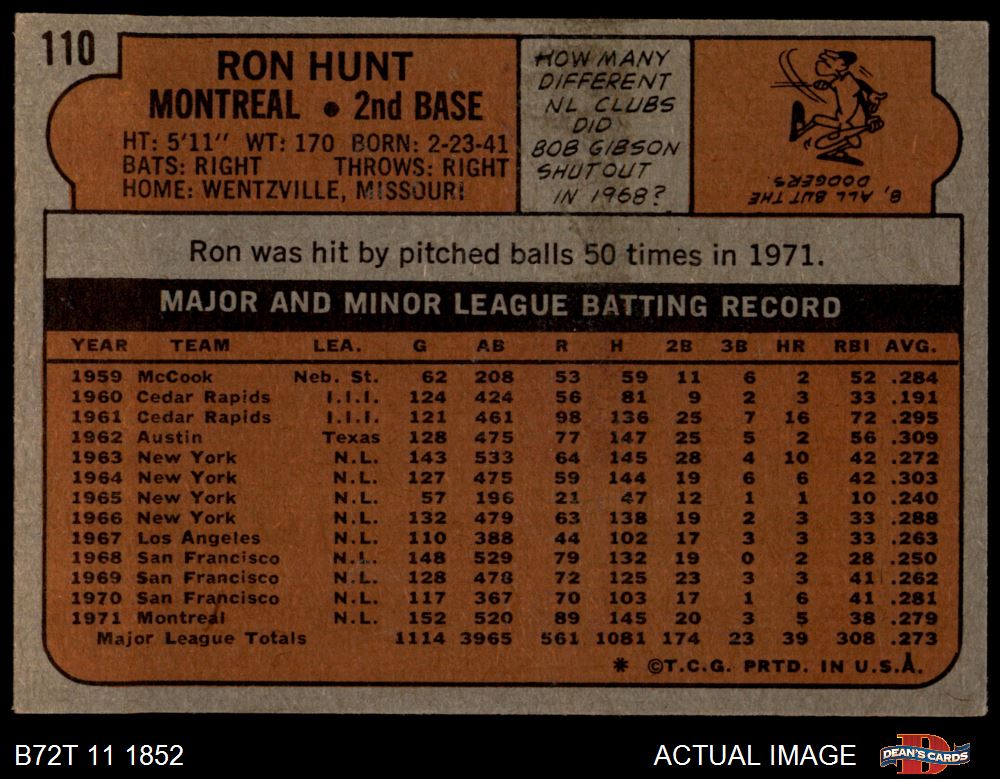 110
RON HUNT
MONTREAL • 2nd BASE
HT: 5'11" WT: 170 BORN: 2-23-41
BATS: RIGHT THROWS: RIGHT
HOME: WENTZVILLE, MISSOURI
HOW MANY
DIFFERENT
NL CLUBS
DID
BOB GIBSON
SHUTOUT
IN 1968?
8, ALL BUT THE
DODGERS.
Ron was hit by pitched balls 50 times in 1971.
MAJOR AND MINOR LEAGUE BATTING RECORD
YEAR TEAM LEA. G AB R H 2B 3B HR RBI AVG.
1959 McCook Neb. St. 62 208 53 59 11 6 2 52 .284
1960 Cedar Rapids I.I.I. 124 424 56 81 9 2 3 33 .191
1961 Cedar Rapids I.I.I. 121 461 98 136 25 7 16 72 .295
1962 Austin Texas 128 475 77 147 25 5 2 56 .309
1963 New York N.L. 143 533 64 145 28 4 10 42 .272
1964 New York N.L. 127 475 59 144 19 6 6 42 .303
1965 New York N.L. 57 196 21 47 12 1 1 10 .240
1966 New York N.L. 132 479 63 138 19 2 3 33 .288
1967 Los Angeles N.L. 110 388 44 102 17 3 3 33 .263
1968 San Francisco N.L. 148 529 79 132 19 0 2 28 .250
1969 San Francisco N.L. 128 478 72 125 23 3 3 41 .262
1970 San Francisco N.L. 117 367 70 103 17 1 6 41 .281
1971 Montreal N.L. 152 520 89 145 20 3 5 38 .279
Major League Totals 1114 3965 561 1081 174 23 39 308 .273
* ©T.C.G. PRTD. IN U.S.A.
B72T 11 1852
ACTUAL IMAGE
DEAN'S CARDS